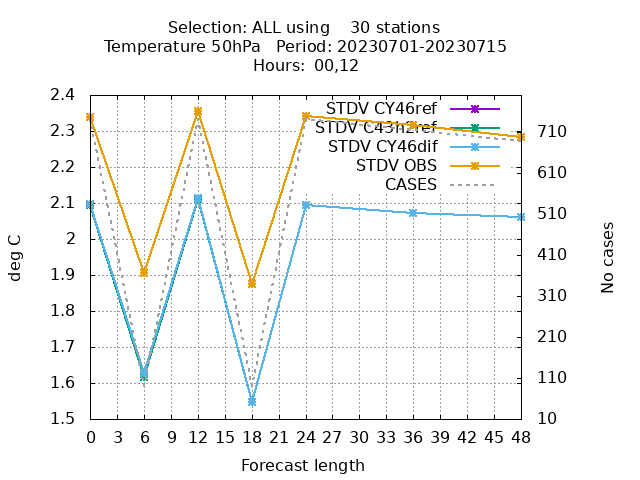 Selection: ALL using 30 stations
Temperature 50hPa Period: 20230701-20230715
Hours: 00,12
STDV CY46ref
STDV C43h2ref
STDV CY46dif
STDV OBS
CASES
2.4
2.3
2.2
2.1
2
1.9
1.8
1.7
1.6
1.5
deg C
710
610
510
410
310
210
110
10
No cases
0 3 6 9 12 15 18 21 24 27 30 33 36 39 42 45 48
Forecast length